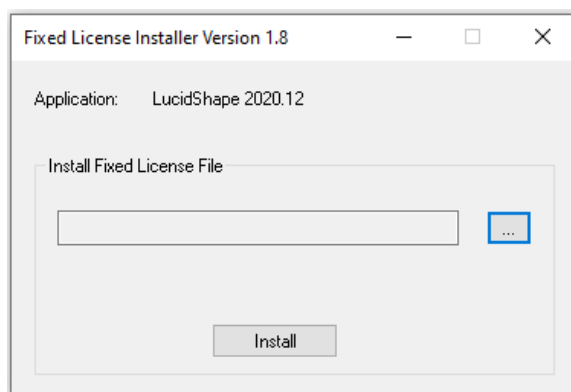 Fixed License Installer Version 1.8
Application: LucidShape 2020.12
Install Fixed License File
...
Install